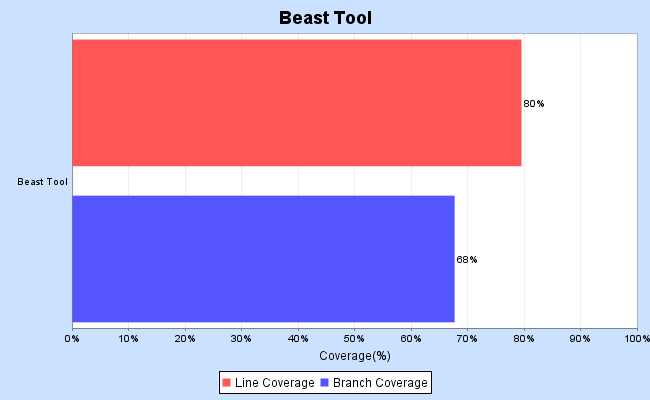 Beast Tool
80%
Beast Tool
68%
0% 10% 20% 30% 40% 50% 60% 70% 80% 90% 100%
Coverage(%)
Line Coverage Branch Coverage